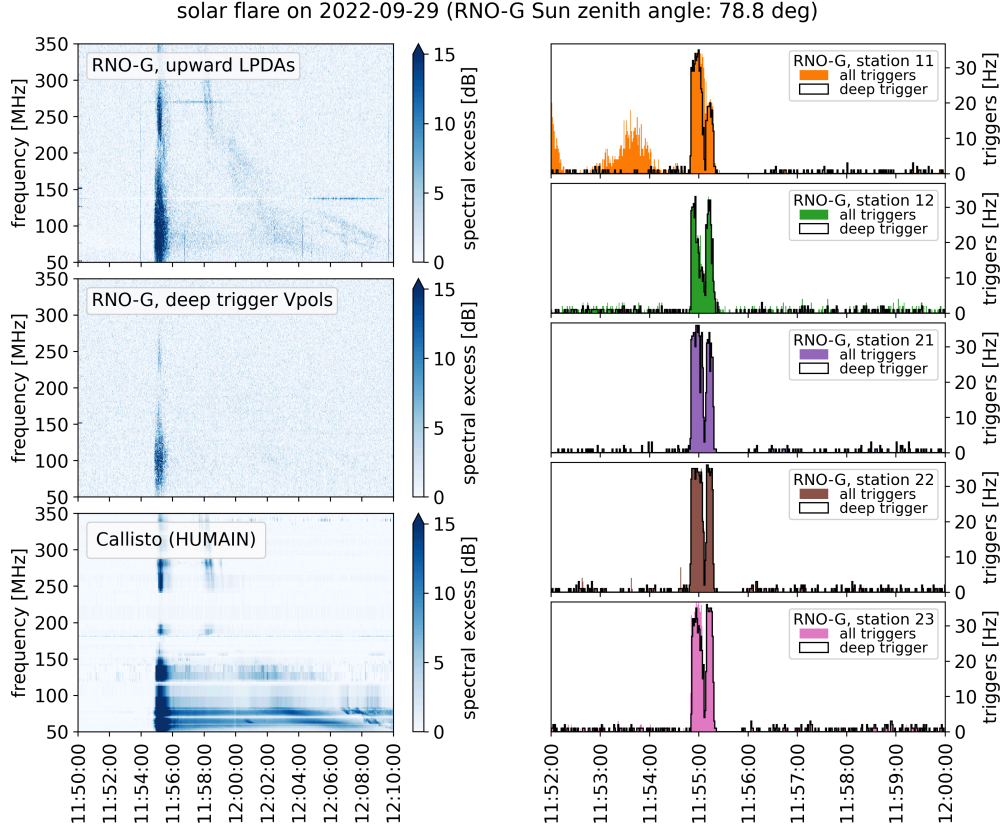 solar flare on 2022-09-29 (RNO-G Sun zenith angle: 78.8 deg)
RNO-G, upward LPDAs
frequency [MHz]
350
300
250
200
150
100
50
spectral excess [dB]
15
10
5
0
RNO-G, deep trigger Vpols
frequency [MHz]
350
300
250
200
150
100
50
spectral excess [dB]
15
10
5
0
Callisto (HUMAIN)
frequency [MHz]
350
300
250
200
150
100
50
spectral excess [dB]
15
10
5
0
11:50:00
11:52:00
11:54:00
11:56:00
11:58:00
12:00:00
12:02:00
12:04:00
12:06:00
12:08:00
12:10:00
RNO-G, station 11
all triggers
deep trigger
triggers [Hz]
30
20
10
0
RNO-G, station 12
all triggers
deep trigger
triggers [Hz]
30
20
10
0
RNO-G, station 21
all triggers
deep trigger
triggers [Hz]
30
20
10
0
RNO-G, station 22
all triggers
deep trigger
triggers [Hz]
30
20
10
0
RNO-G, station 23
all triggers
deep trigger
triggers [Hz]
30
20
10
0
11:52:00
11:53:00
11:54:00
11:55:00
11:56:00
11:57:00
11:58:00
11:59:00
12:00:00